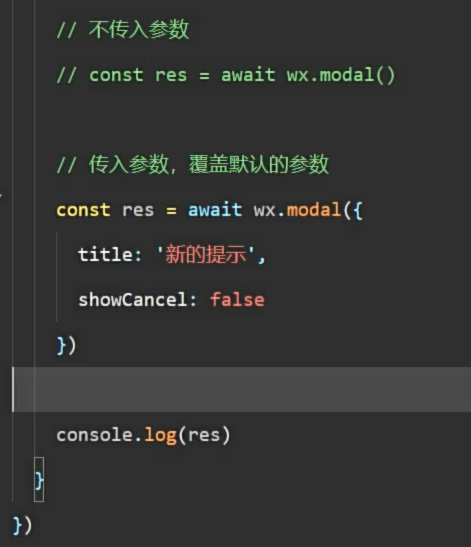 // 不传入参数
// const res = await wx.modal()
// 传入参数，覆盖默认的参数
const res = await wx.modal({
title: '新的提示',
showCancel: false
})
console.log(res)
}
})